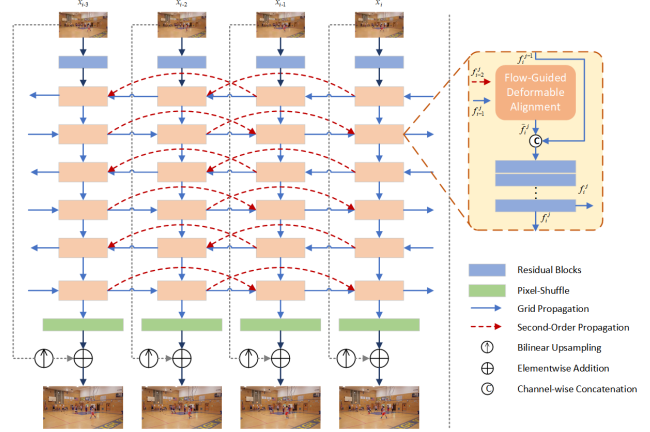 x_{t-3} x_{t-2} x_{t-1} x_t
f_i^{j-1}
f_{i-2}^j
f_{i-1}^j
Flow-Guided
Deformable
Alignment
f̂_i^j
C
f_i^j
f_i^j
Residual Blocks
Pixel-Shuffle
Grid Propagation
Second-Order Propagation
Bilinear Upsampling
Elementwise Addition
C
Channel-wise Concatenation